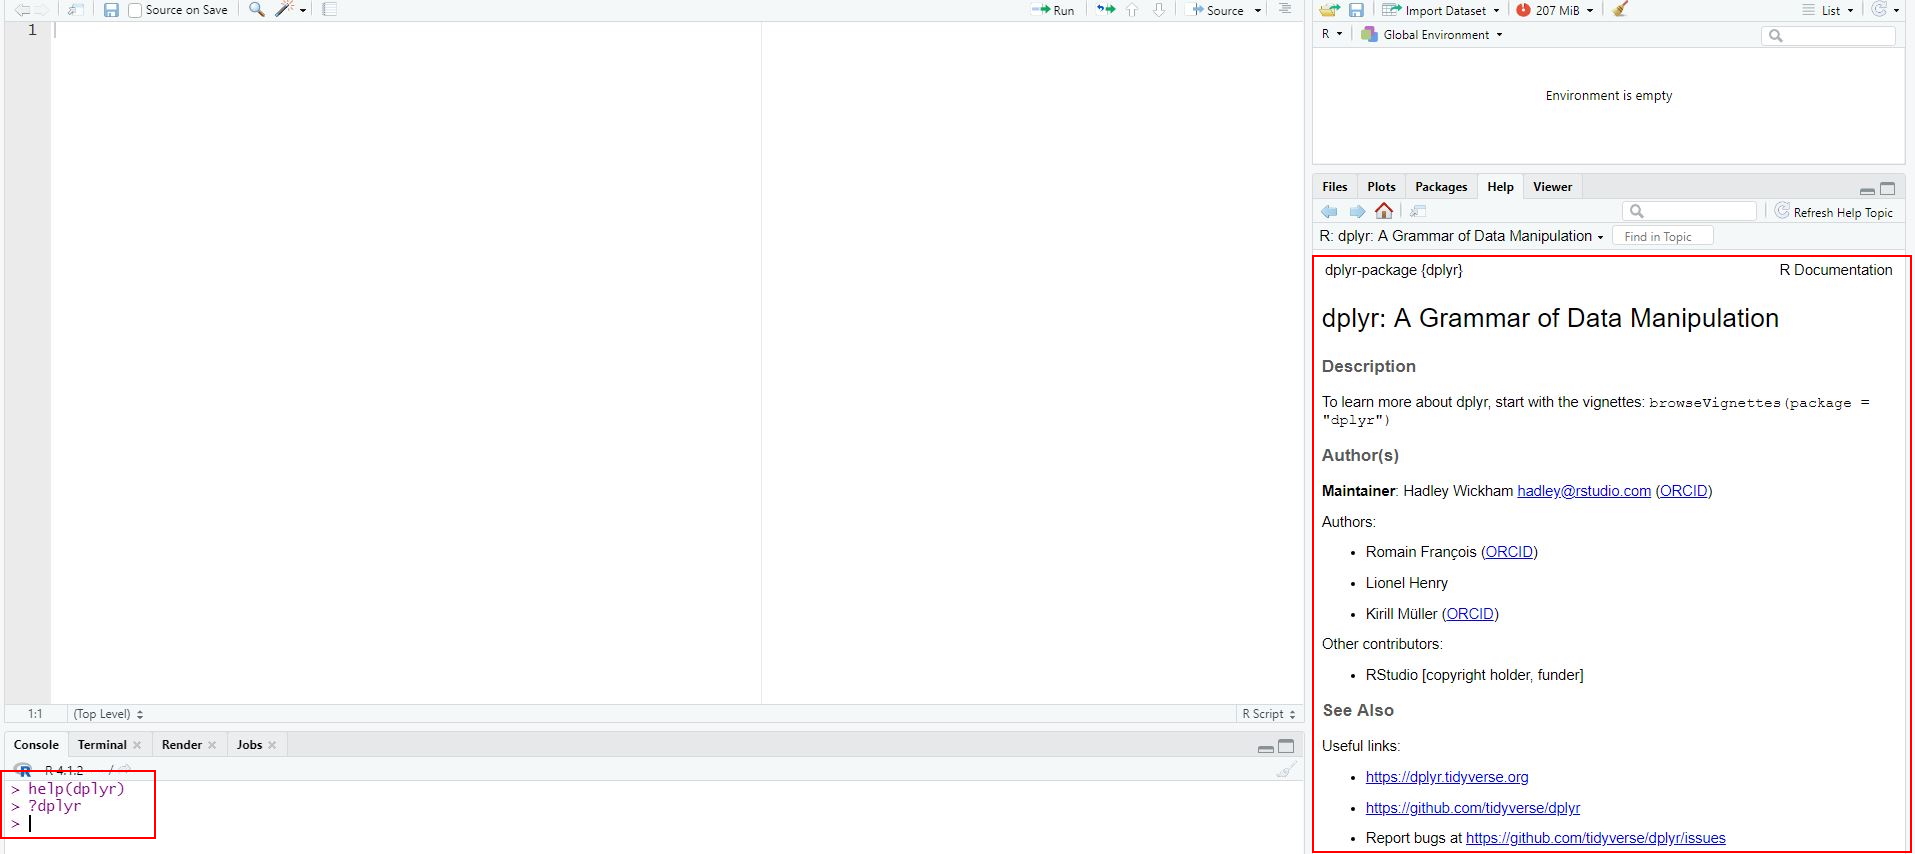 Source on Save
Run
Source
1
1:1
(Top Level)
R Script
Console
Terminal
Render
Jobs
R 4.1.2
> help(dplyr)
> ?dplyr
>
Import Dataset
207 MiB
List
R
Global Environment
Environment is empty
Files
Plots
Packages
Help
Viewer
Refresh Help Topic
R: dplyr: A Grammar of Data Manipulation
Find in Topic
dplyr-package {dplyr}
R Documentation
dplyr: A Grammar of Data Manipulation
Description
To learn more about dplyr, start with the vignettes: browseVignettes(package =
"dplyr")
Author(s)
Maintainer: Hadley Wickham hadley@rstudio.com (ORCID)
Authors:
• Romain François (ORCID)
• Lionel Henry
• Kirill Müller (ORCID)
Other contributors:
• RStudio [copyright holder, funder]
See Also
Useful links:
• https://dplyr.tidyverse.org
• https://github.com/tidyverse/dplyr
• Report bugs at https://github.com/tidyverse/dplyr/issues